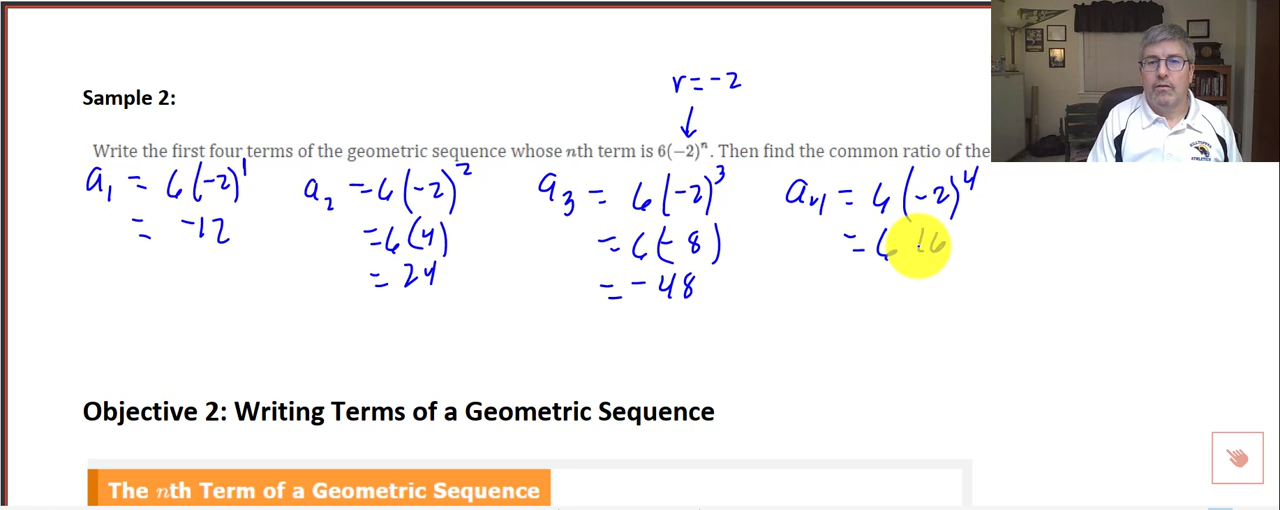 r = -2
↓
Sample 2:
Write the first four terms of the geometric sequence whose nth term is 6(−2)ⁿ. Then find the common ratio of the
a₁ = 6(-2)¹ a₂ = 6(-2)² a₃ = 6(-2)³ a₄ = 6(-2)⁴
= -12 = 6(4) = 6(-8) = 6 16
= 24 = -48
Objective 2: Writing Terms of a Geometric Sequence
The nth Term of a Geometric Sequence